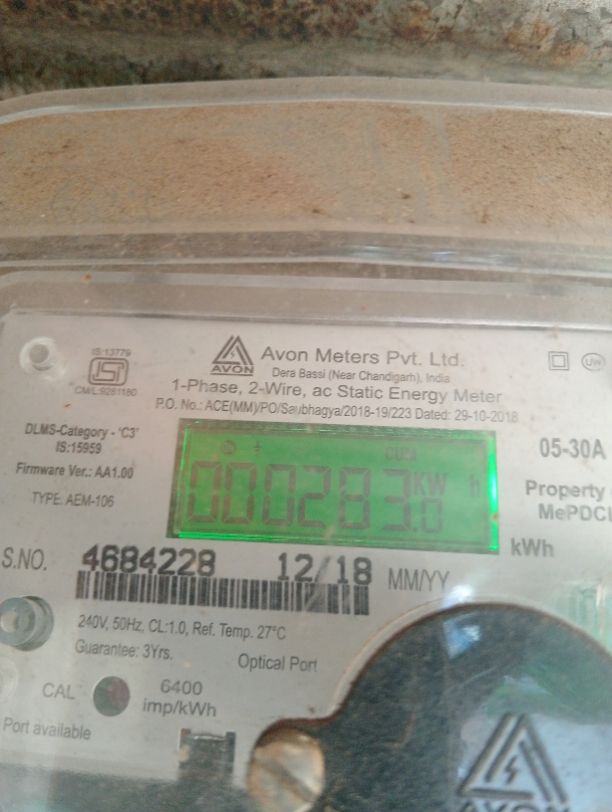 IS:13779
ISI
CM/L:9281180
AVON
Avon Meters Pvt. Ltd.
Dera Bassi (Near Chandigarh), India
1-Phase, 2-Wire, ac Static Energy Meter
P.O. No.: ACE(MM)/PO/Saubhagya/2018-19/223 Dated: 29-10-2018
UW
DLMS-Category - 'C3'
IS:15959
Firmware Ver.: AA1.00
TYPE: AEM-106
CUM
000283.0 KW h
05-30A
Property
MePDCl
kWh
S.NO. 4684228 12/18 MM/YY
240V, 50Hz, CL:1.0, Ref. Temp. 27°C
Guarantee: 3Yrs.
Optical Port
CAL 6400
imp/kWh
Port available
AVON